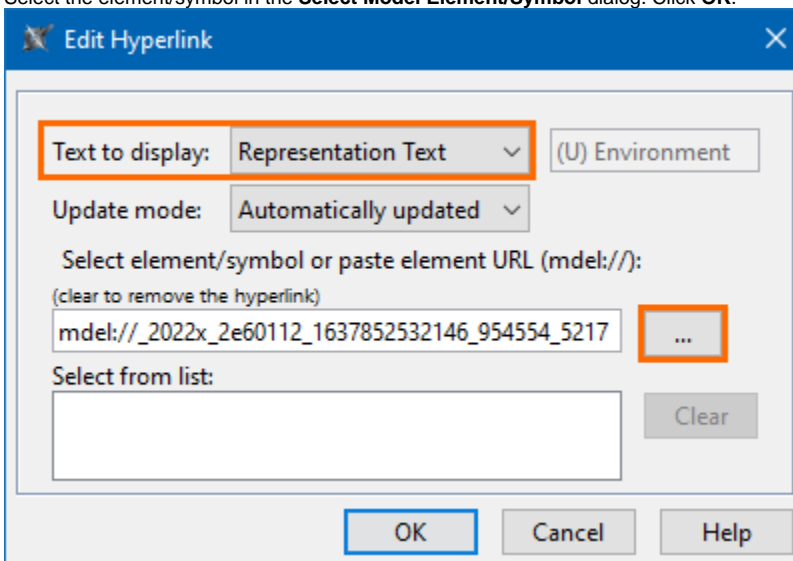 Select the element/symbol in the Select Model Element/Symbol dialog. Click OK.
Edit Hyperlink
Text to display: Representation Text (U) Environment
Update mode: Automatically updated
Select element/symbol or paste element URL (mdel://):
(clear to remove the hyperlink)
mdel://_2022x_2e60112_1637852532146_954554_5217 ...
Select from list:
Clear
OK Cancel Help